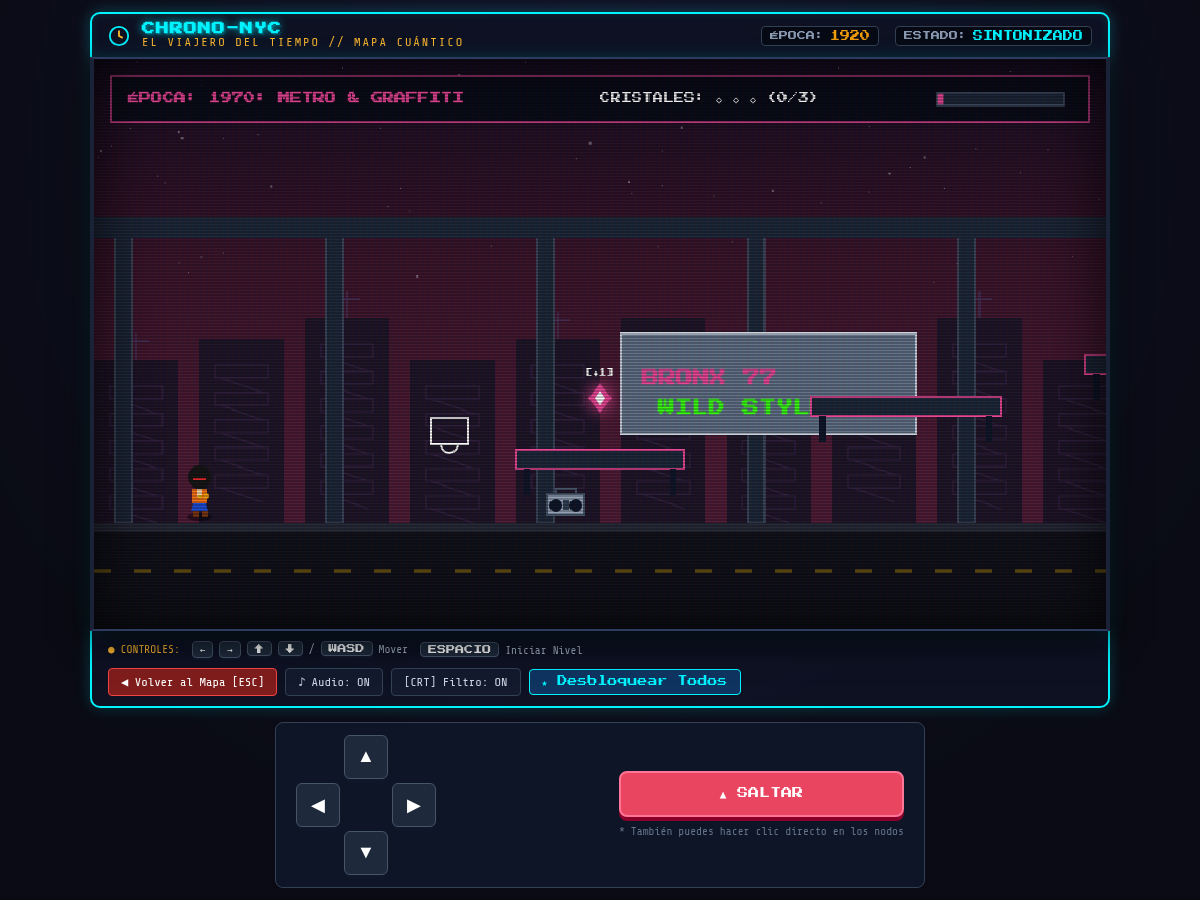 CHRONO-NYC
EL VIAJERO DEL TIEMPO // MAPA CUÁNTICO
éPOCA: 1920
ESTADO: SINTONIZADO
éPOCA: 1970: METRO & GRAFFITI
CRISTALES: ⬦ ⬦ ⬦ (0/3)
[↓1]
BRONX 77
WILD STYL
● CONTROLES: ← → ↑ ↓ / WASD Mover ESPACIO Iniciar Nivel
◀ Volver al Mapa [ESC]
♪ Audio: ON
[CRT] Filtro: ON
★ Desbloquear Todos
▲
◀ ▶
▼
▲ SALTAR
* También puedes hacer clic directo en los nodos